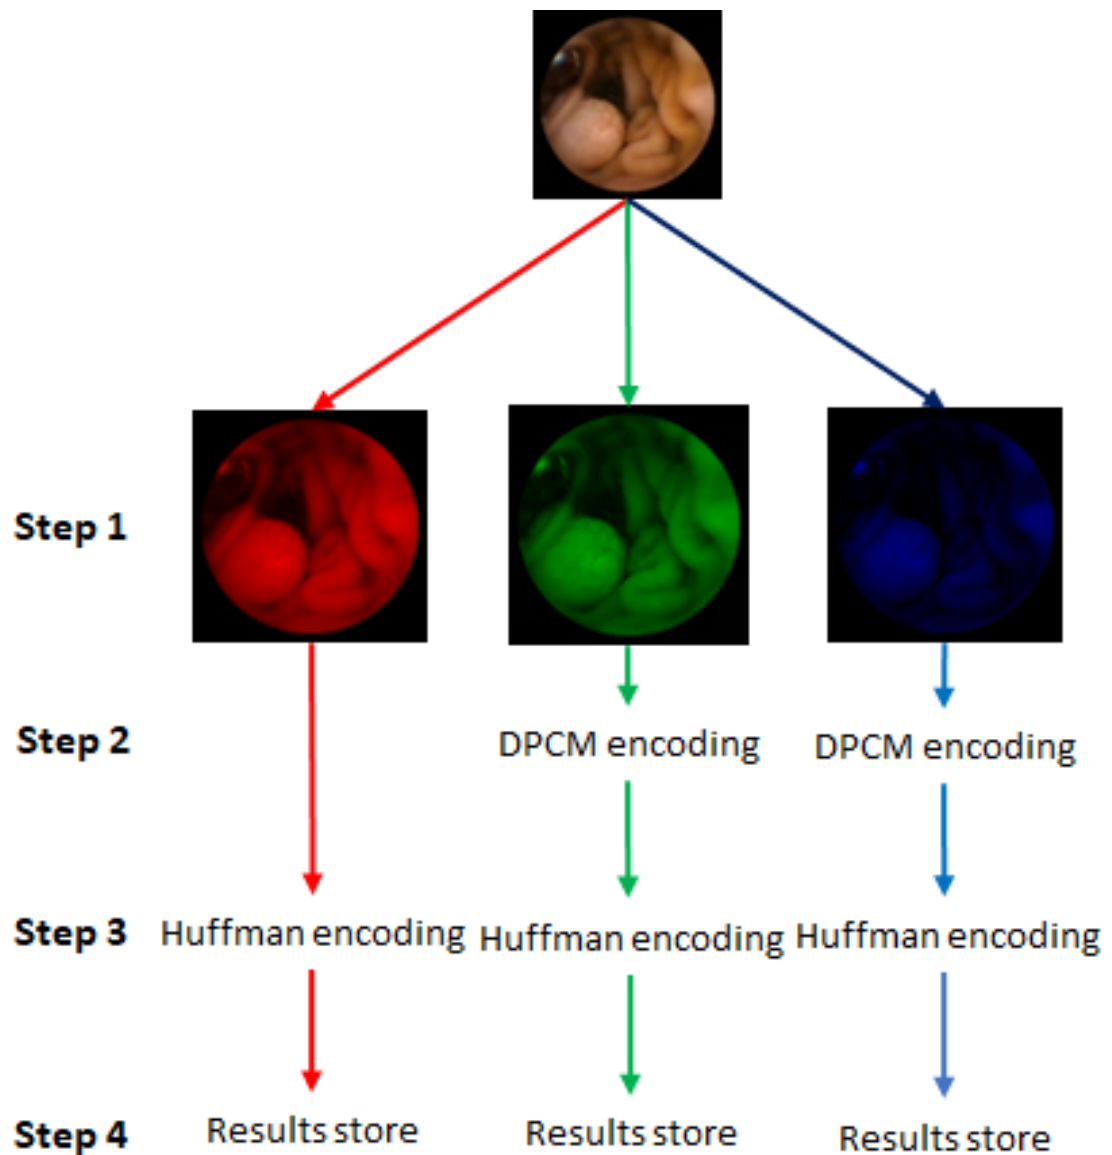 Step 1
Step 2
DPCM encoding
DPCM encoding
Step 3
Huffman encoding
Huffman encoding
Huffman encoding
Step 4
Results store
Results store
Results store